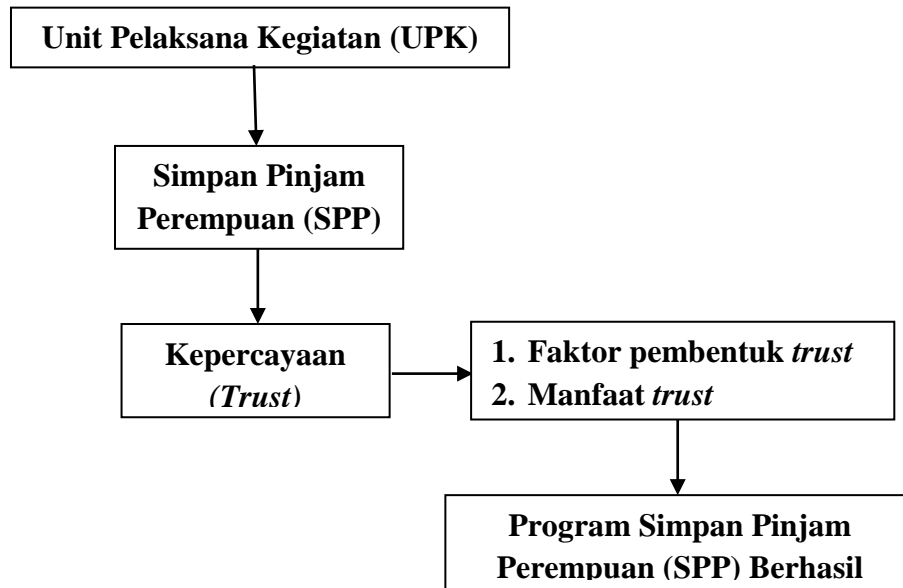 Unit Pelaksana Kegiatan (UPK)
Simpan Pinjam
Perempuan (SPP)
Kepercayaan
(Trust)
1. Faktor pembentuk trust
2. Manfaat trust
Program Simpan Pinjam
Perempuan (SPP) Berhasil